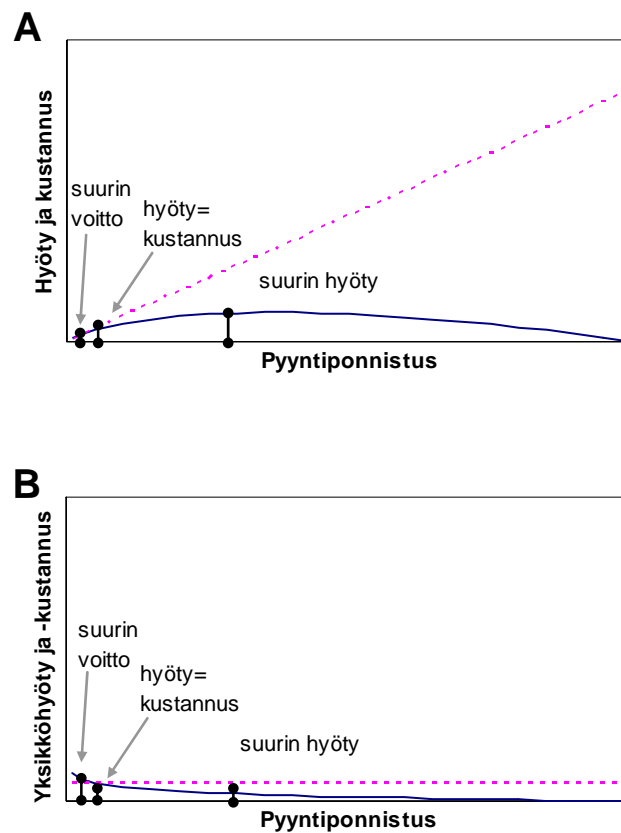 A
Hyöty ja kustannus
suurin
voitto
hyöty=
kustannus
suurin hyöty
Pyyntiponnistus
B
Yksikköhyöty ja -kustannus
suurin
voitto
hyöty=
kustannus
suurin hyöty
Pyyntiponnistus